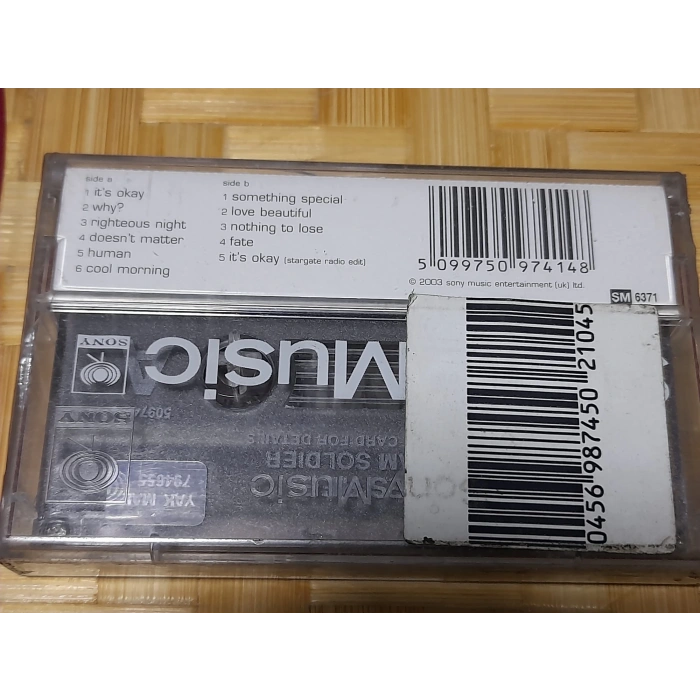 side a
1 it's okay
2 why?
3 righteous night
4 doesn't matter
5 human
6 cool morning
side b
1 something special
2 love beautiful
3 nothing to lose
4 fate
5 it's okay (stargate radio edit)
5 099750 974148
© 2003 sony music entertainment (uk) ltd.
SM 6371
SONY
Music
50974
SONY
CARD FOR DETAILS
AM SOLDIER
YAK
794655
Music
0456 987450 21045